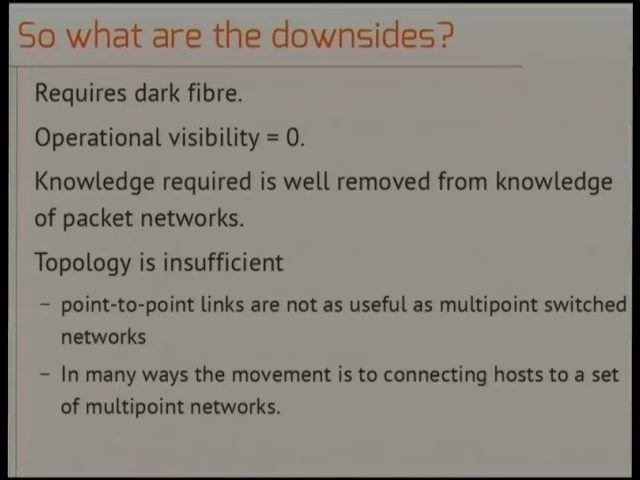 So what are the downsides?
Requires dark fibre.
Operational visibility = 0.
Knowledge required is well removed from knowledge
of packet networks.
Topology is insufficient
– point-to-point links are not as useful as multipoint switched
networks
– In many ways the movement is to connecting hosts to a set
of multipoint networks.